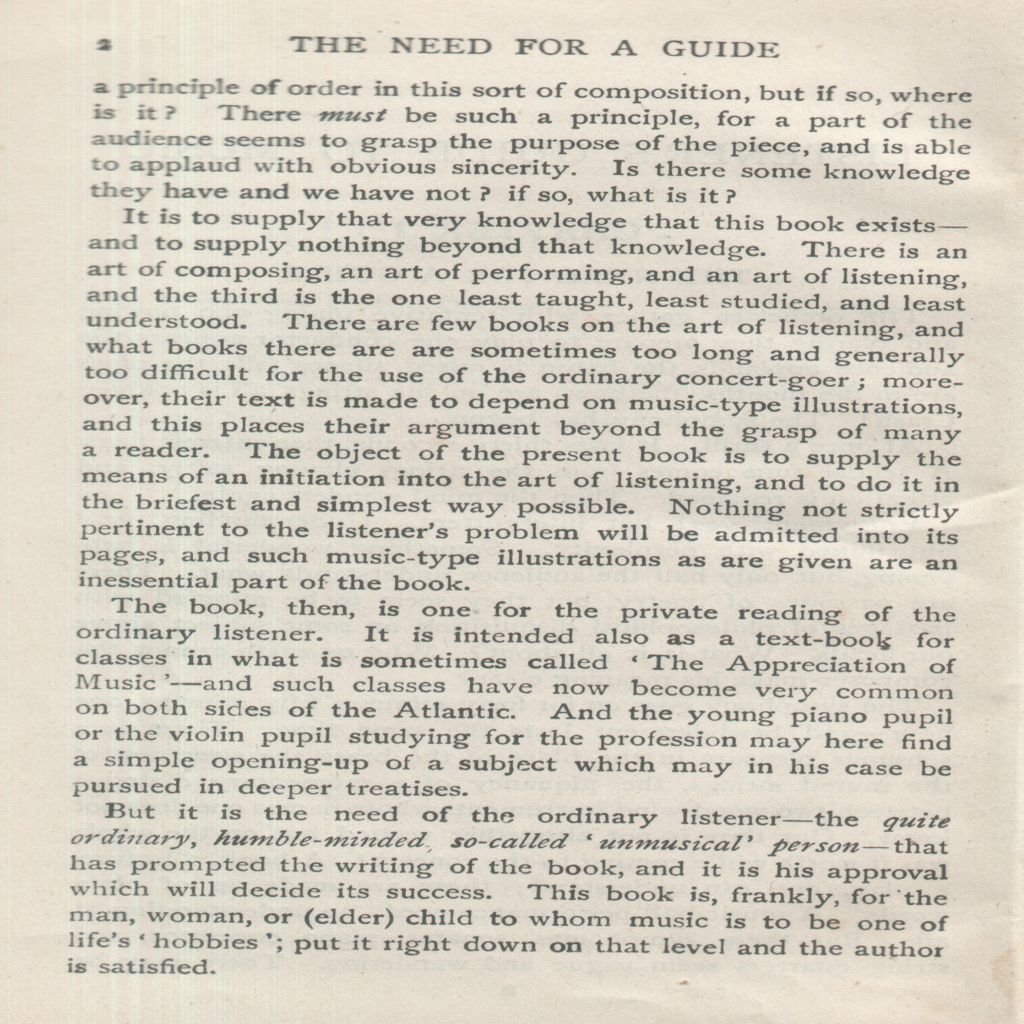 2 THE NEED FOR A GUIDE
a principle of order in this sort of composition, but if so, where
is it? There must be such a principle, for a part of the
audience seems to grasp the purpose of the piece, and is able
to applaud with obvious sincerity. Is there some knowledge
they have and we have not? if so, what is it?
It is to supply that very knowledge that this book exists—
and to supply nothing beyond that knowledge. There is an
art of composing, an art of performing, and an art of listening,
and the third is the one least taught, least studied, and least
understood. There are few books on the art of listening, and
what books there are are sometimes too long and generally
too difficult for the use of the ordinary concert-goer; more-
over, their text is made to depend on music-type illustrations,
and this places their argument beyond the grasp of many
a reader. The object of the present book is to supply the
means of an initiation into the art of listening, and to do it in
the briefest and simplest way possible. Nothing not strictly
pertinent to the listener's problem will be admitted into its
pages, and such music-type illustrations as are given are an
inessential part of the book.
The book, then, is one for the private reading of the
ordinary listener. It is intended also as a text-book for
classes in what is sometimes called ‘The Appreciation of
Music’—and such classes have now become very common
on both sides of the Atlantic. And the young piano pupil
or the violin pupil studying for the profession may here find
a simple opening-up of a subject which may in his case be
pursued in deeper treatises.
But it is the need of the ordinary listener—the quite
ordinary, humble-minded, so-called ‘unmusical’ person—that
has prompted the writing of the book, and it is his approval
which will decide its success. This book is, frankly, for the
man, woman, or (elder) child to whom music is to be one of
life's ‘hobbies’; put it right down on that level and the author
is satisfied.